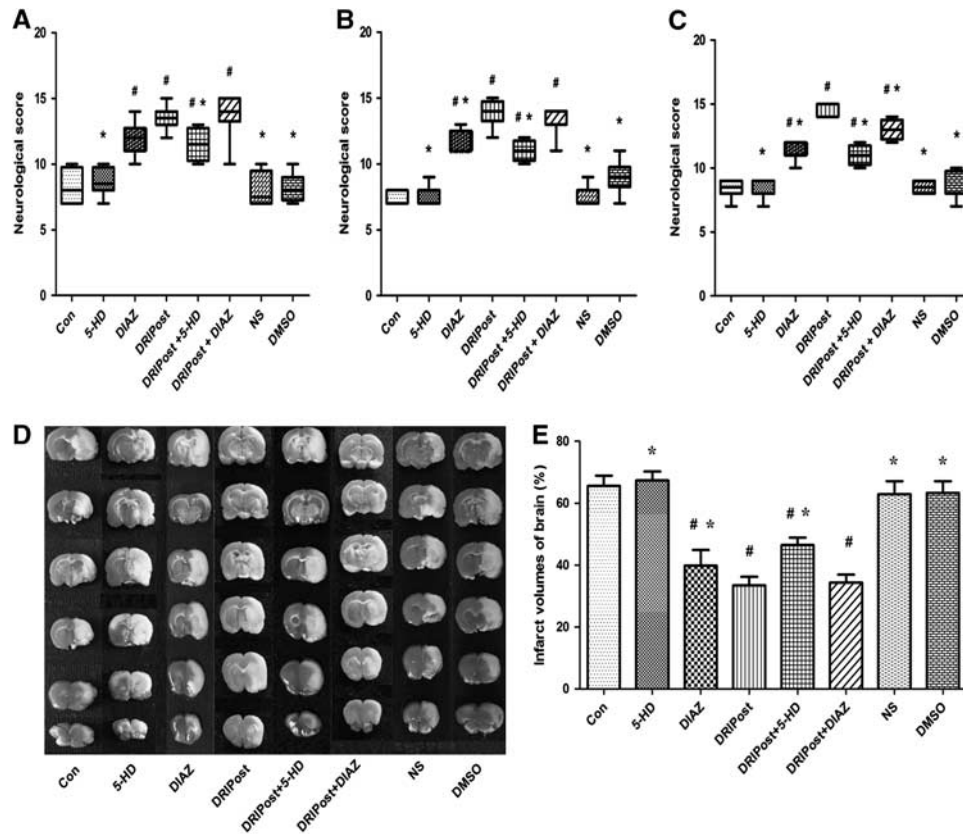 A
Neurological score
20
15
10
5
0
*
#
#
# *
#
*
*
Con
5-HD
DIAZ
DRIPost
DRIPost +5-HD
DRIPost + DIAZ
NS
DMSO
B
Neurological score
20
15
10
5
0
*
# *
#
# *
#
*
*
Con
5-HD
DIAZ
DRIPost
DRIPost +5-HD
DRIPost + DIAZ
NS
DMSO
C
Neurological score
20
15
10
5
0
*
# *
#
# *
# *
*
*
Con
5-HD
DIAZ
DRIPost
DRIPost +5-HD
DRIPost + DIAZ
NS
DMSO
D
Con
5-HD
DIAZ
DRIPost
DRIPost+5-HD
DRIPost+DIAZ
NS
DMSO
E
Infarct volumes of brain (%)
80
60
40
20
0
*
# *
#
# *
#
*
*
Con
5-HD
DIAZ
DRIPost
DRIPost+5-HD
DRIPost+DIAZ
NS
DMSO